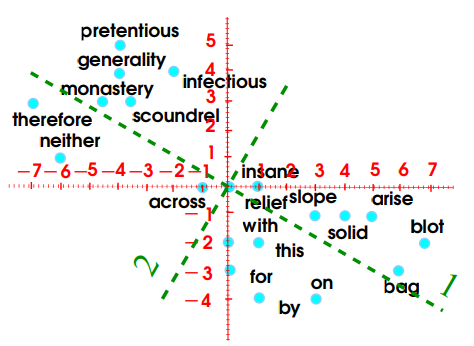 pretentious
5
generality
4
infectious
monastery
3
therefore
scoundrel
2
neither
1
−7 −6 −5 −4 −3 −2 −1
insane
1 2 3 4 5 6 7
across
relief
slope
arise
−1
with
solid
blot
−2
this
2
−3
for
on
bag
1
−4
by